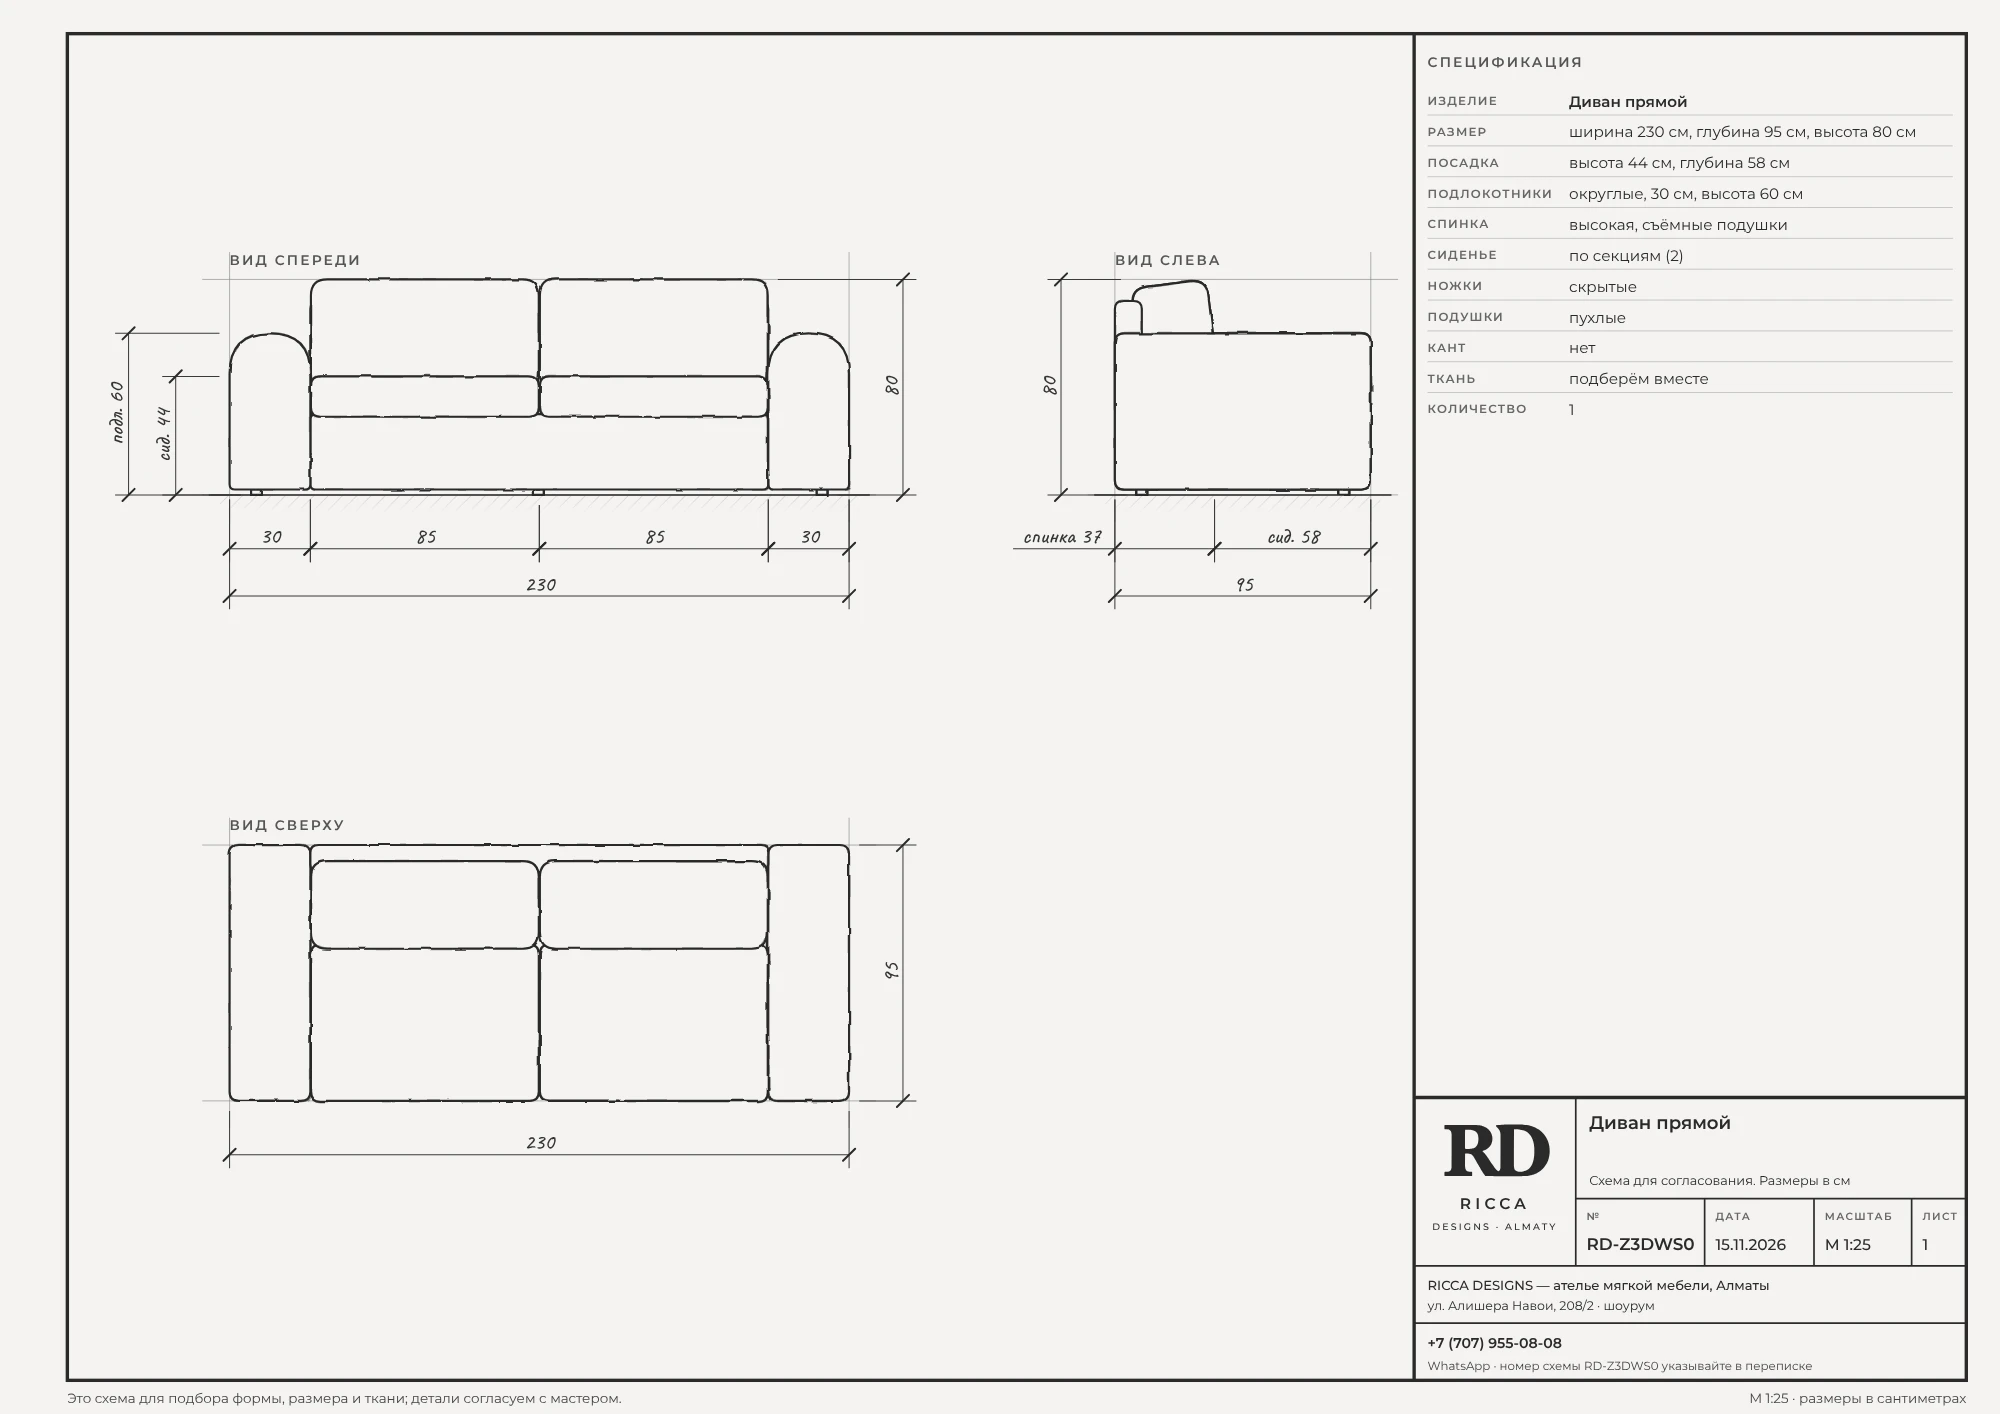 ВИД СПЕРЕДИ
подл. 60
сид. 44
80
30
85
85
30
230
ВИД СЛЕВА
80
спинка 37
сид. 58
95
ВИД СВЕРХУ
95
230
СПЕЦИФИКАЦИЯ
ИЗДЕЛИЕ Диван прямой
РАЗМЕР ширина 230 см, глубина 95 см, высота 80 см
ПОСАДКА высота 44 см, глубина 58 см
ПОДЛОКОТНИКИ округлые, 30 см, высота 60 см
СПИНКА высокая, съёмные подушки
СИДЕНЬЕ по секциям (2)
НОЖКИ скрытые
ПОДУШКИ пухлые
КАНТ нет
ТКАНЬ подберём вместе
КОЛИЧЕСТВО 1
RD
RICCA
DESIGNS · ALMATY
Диван прямой
Схема для согласования. Размеры в см
№ ДАТА МАСШТАБ ЛИСТ
RD-Z3DWS0 15.11.2026 М 1:25 1
RICCA DESIGNS — ателье мягкой мебели, Алматы
ул. Алишера Навои, 208/2 · шоурум
+7 (707) 955-08-08
WhatsApp · номер схемы RD-Z3DWS0 указывайте в переписке
Это схема для подбора формы, размера и ткани; детали согласуем с мастером.
М 1:25 · размеры в сантиметрах